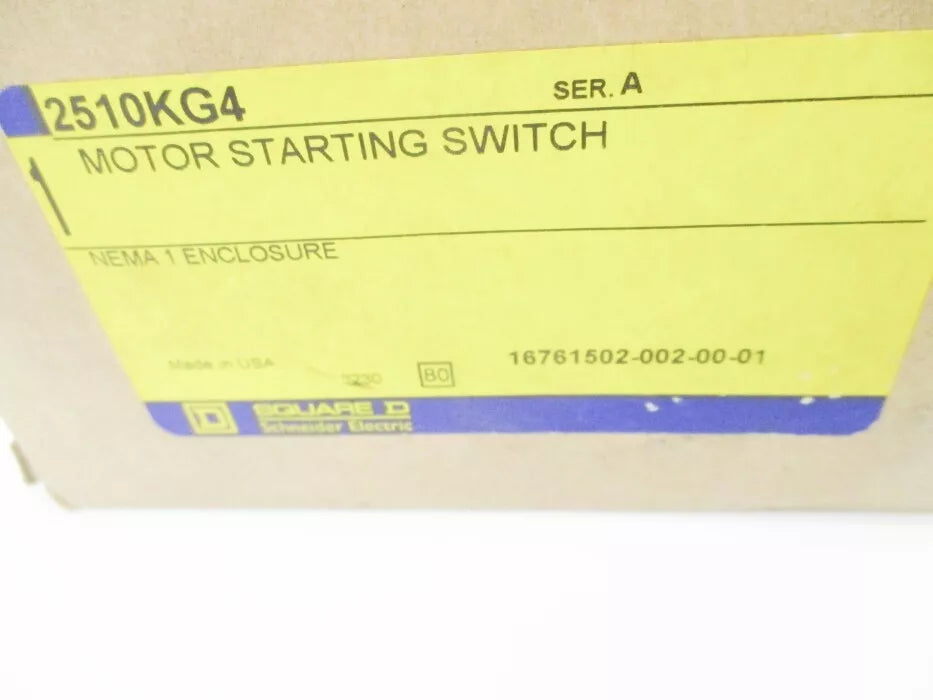 2510KG4 SER. A
MOTOR STARTING SWITCH
1
NEMA 1 ENCLOSURE
16761502-002-00-01
Made in USA 80
SQUARE D
Schneider Electric